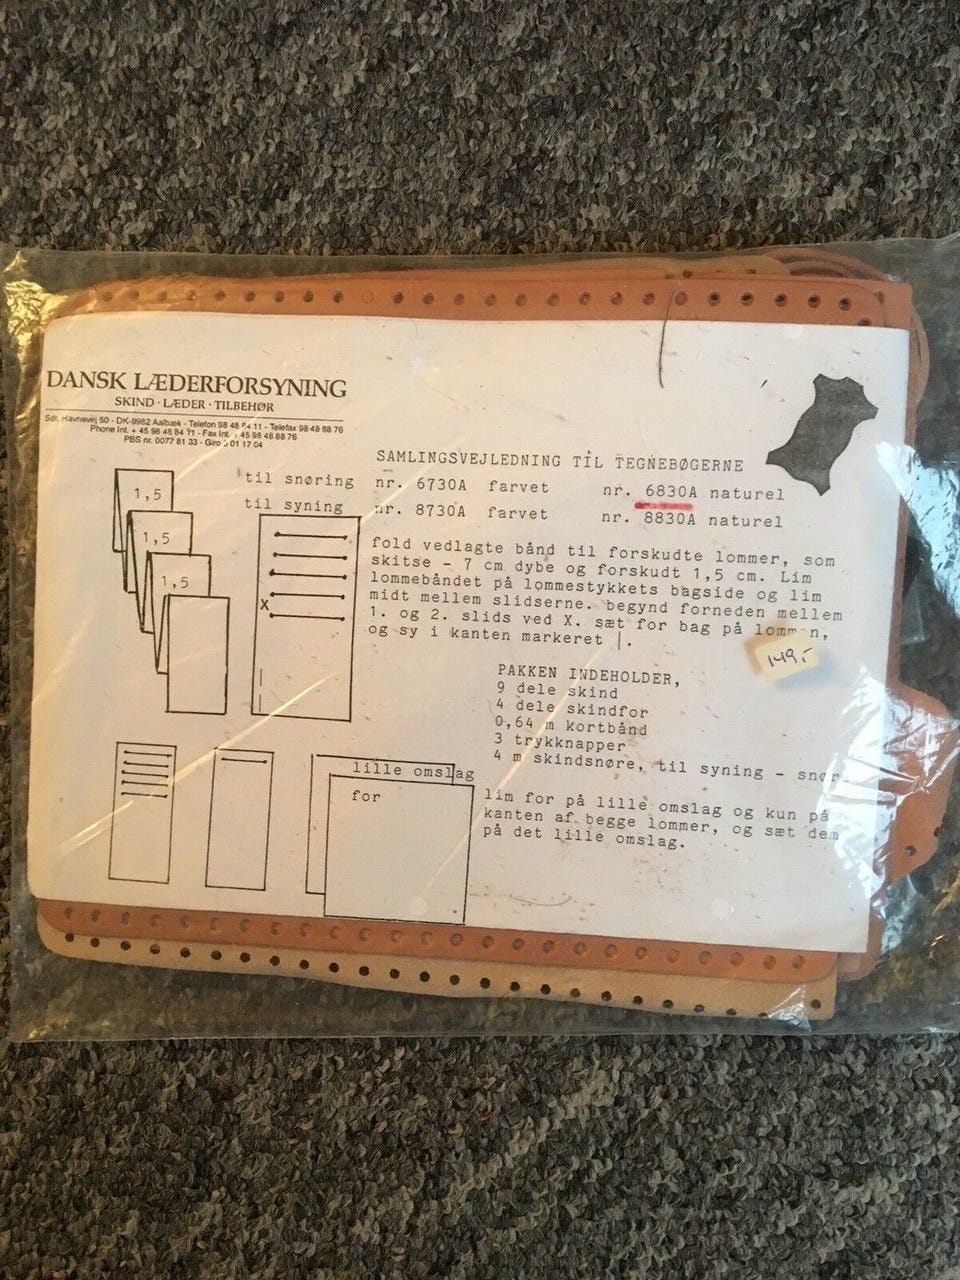 DANSK LÆDERFORSYNING
SKIND · LÆDER · TILBEHØR
Sdr. Havnevej 50 - DK-9982 Aalbæk - Telefon 98 48 84 11 - Telefax 98 48 88 76
Phone Int. + 45 98 48 84 11 - Fax Int. + 45 98 48 88 76
PBS nr. 0077 81 33 - Giro 01 17 04
SAMLINGSVEJLEDNING TIL TEGNEBØGERNE
til snøring nr. 6730A farvet nr. 6830A naturel
til syning nr. 8730A farvet nr. 8830A naturel
1,5
1,5
1,5
X
fold vedlagte bånd til forskudte lommer, som
skitse - 7 cm dybe og forskudt 1,5 cm. Lim
lommebåndet på lommestykkets bagside og lim
midt mellem slidserne. begynd forneden mellem
1. og 2. slids ved X. sæt for bag på lommen,
og sy i kanten markeret |.
149,-
PAKKEN INDEHOLDER,
9 dele skind
4 dele skindfor
0,64 m kortbånd
3 trykknapper
4 m skindsnøre, til syning - snør
lille omslag
for
lim for på lille omslag og kun på
kanten af begge lommer, og sæt dem
på det lille omslag.